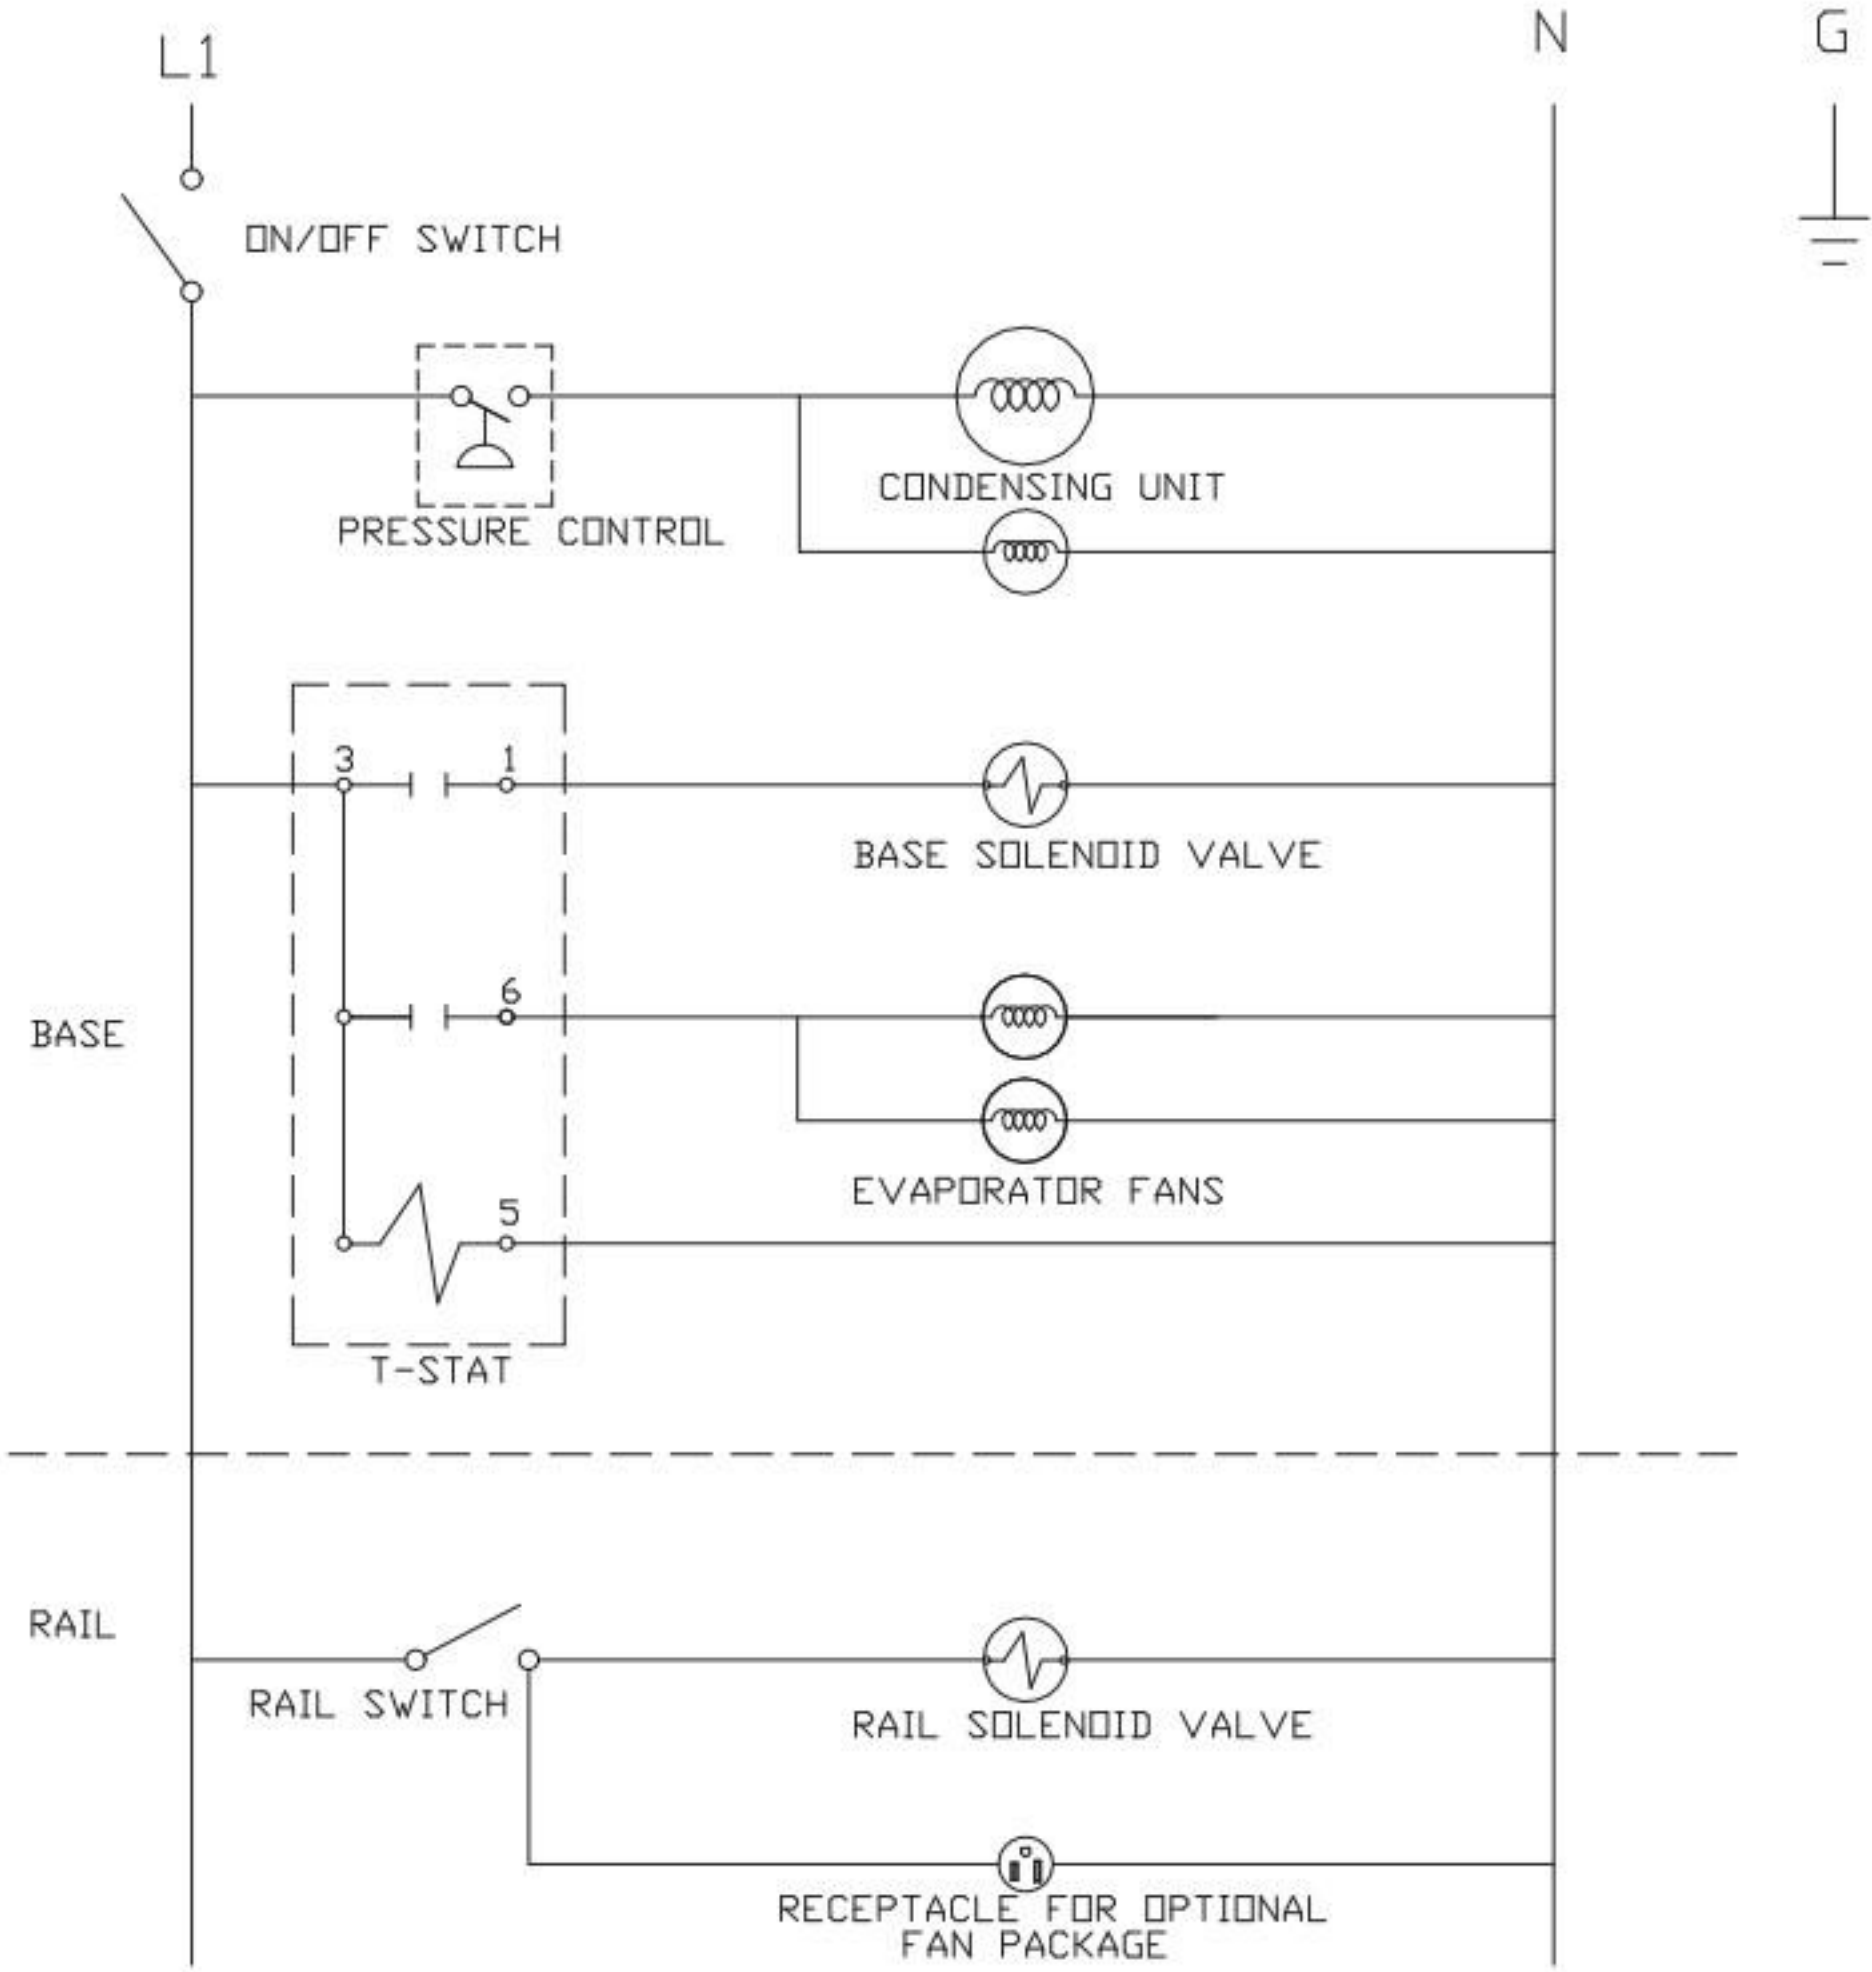 L1
N
G
ON/OFF SWITCH
CONDENSING UNIT
PRESSURE CONTROL
3
1
BASE SOLENOID VALVE
6
BASE
EVAPORATOR FANS
5
T-STAT
RAIL
RAIL SWITCH
RAIL SOLENOID VALVE
RECEPTACLE FOR OPTIONAL
FAN PACKAGE